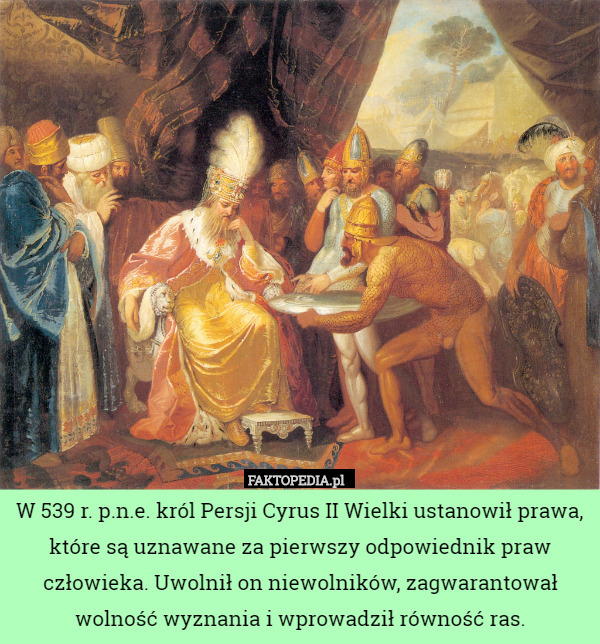 FAKTOPEDIA.pl
W 539 r. p.n.e. król Persji Cyrus II Wielki ustanowił prawa,
które są uznawane za pierwszy odpowiednik praw
człowieka. Uwolnił on niewolników, zagwarantował
wolność wyznania i wprowadził równość ras.